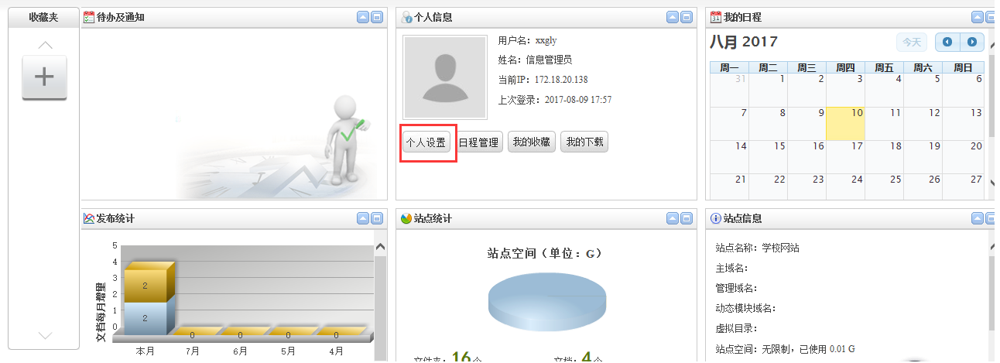 收藏夹
待办及通知
个人信息
用户名：xxgly
姓名：信息管理员
当前IP：172.18.20.138
上次登录：2017-08-09 17:57
个人设置 日程管理 我的收藏 我的下载
31 我的日程
八月 2017
今天
周一 周二 周三 周四 周五 周六 周日
31 1 2 3 4 5 6
7 8 9 10 11 12 13
14 15 16 17 18 19 20
21 22 23 24 25 26 27
发布统计
文档每月增量
5
4
3
2
1
0
2
2
0 0 0 0
本月 7月 6月 5月 4月
站点统计
站点空间（单位：G）
文件夹：16个 文档：4个
站点信息
站点名称：学校网站
主域名：
管理域名：
动态模块域名：
虚拟目录：
站点空间：无限制，已使用 0.01 G